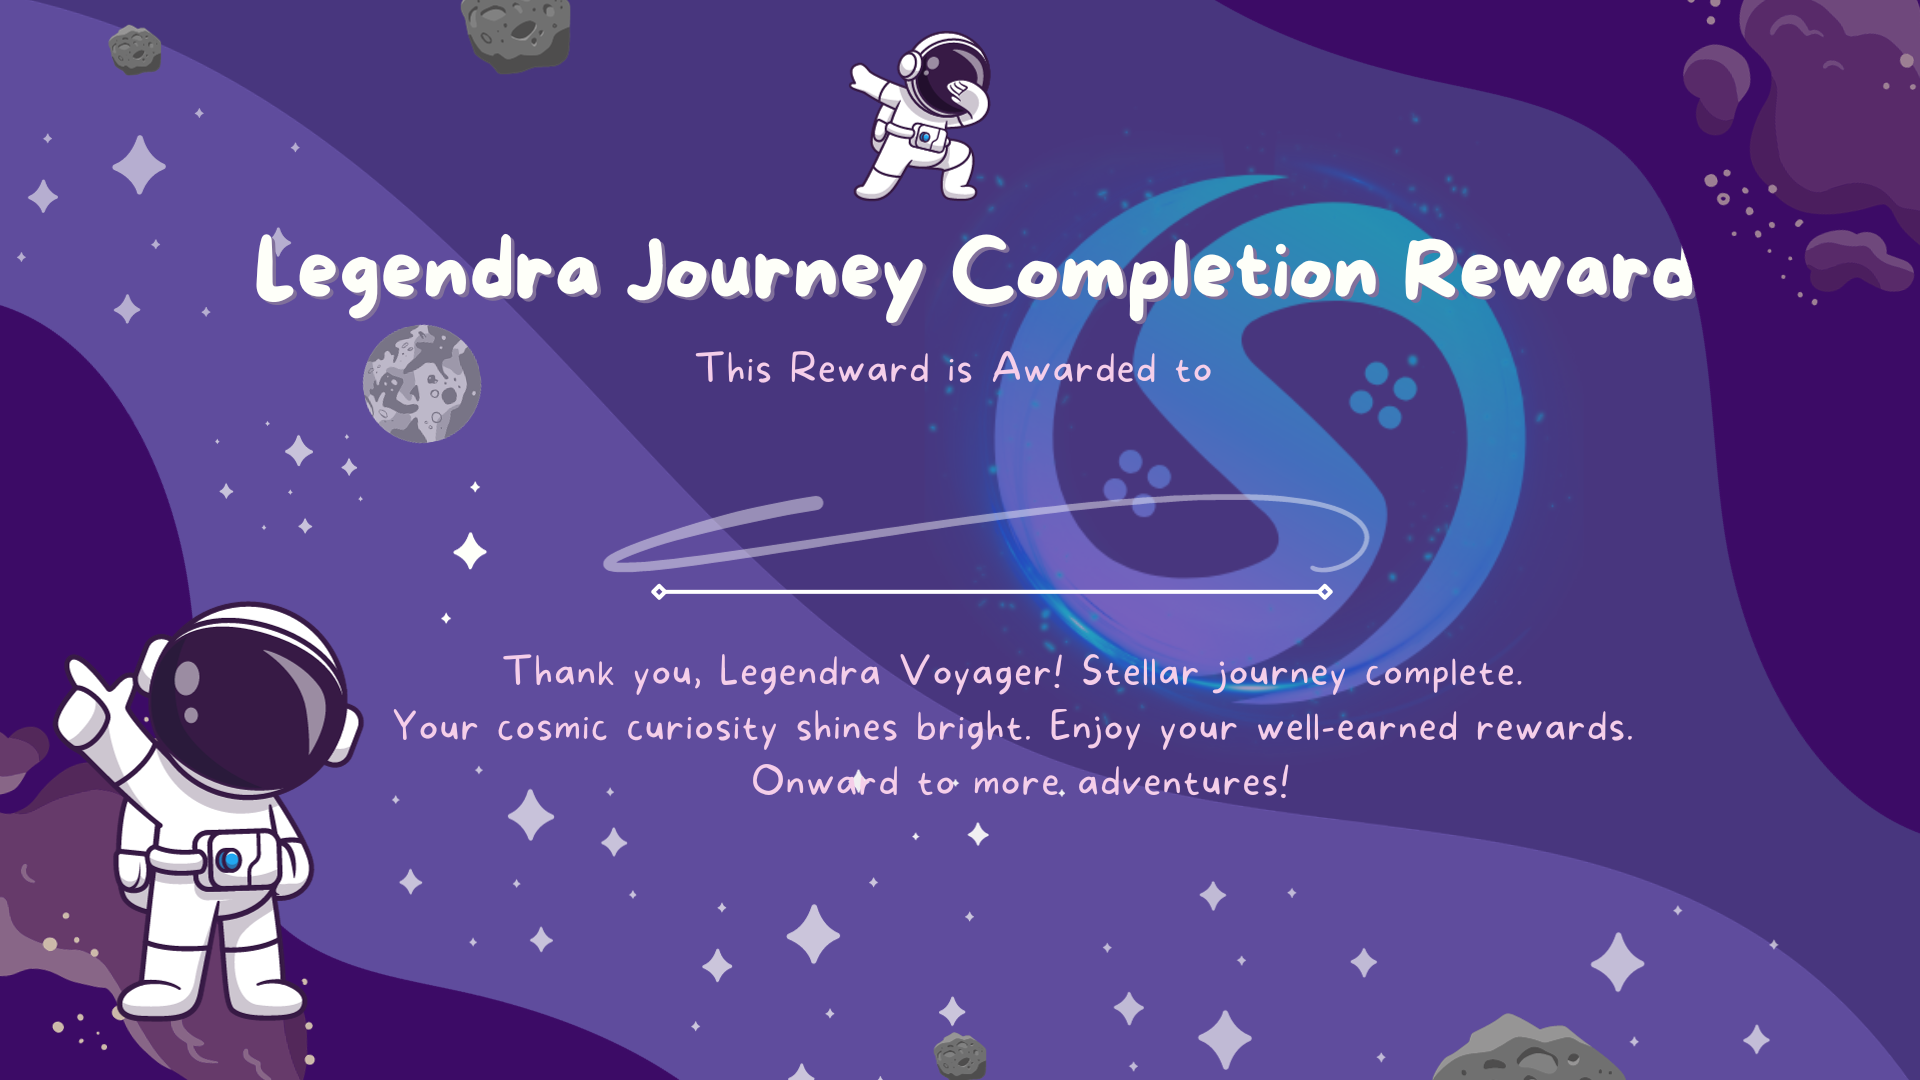 Legendra Journey Completion Reward
This Reward is Awarded to
Thank you, Legendra Voyager! Stellar journey complete.
Your cosmic curiosity shines bright. Enjoy your well-earned rewards.
Onward to more adventures!